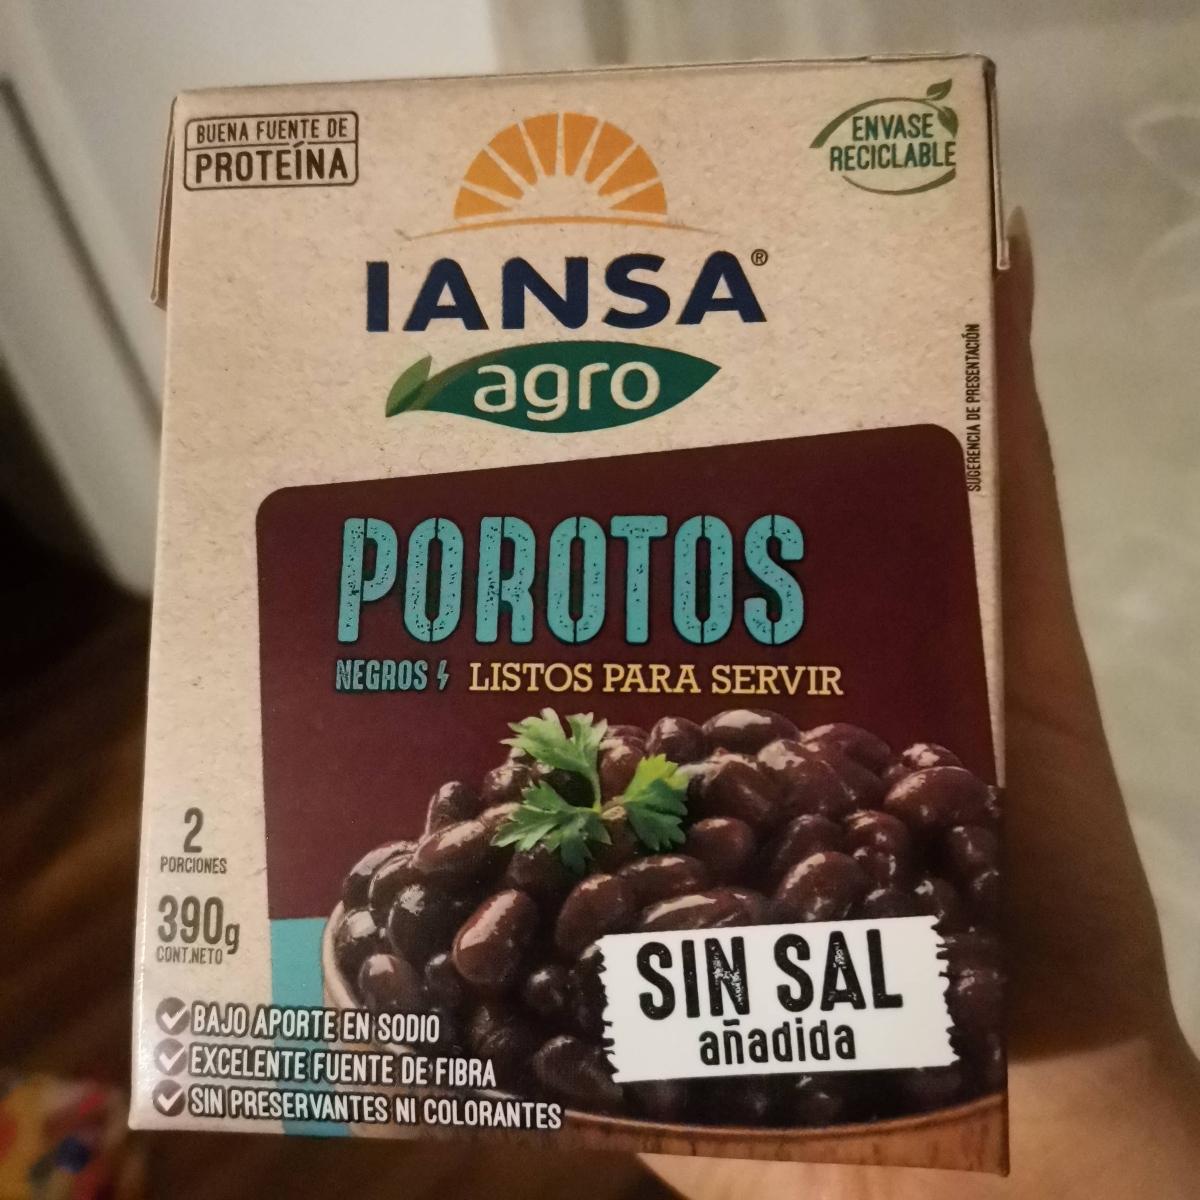 BUENA FUENTE DE
PROTEÍNA
ENVASE
RECICLABLE
IANSA®
agro
SUGERENCIA DE PRESENTACIÓN
POROTOS
NEGROS LISTOS PARA SERVIR
2
PORCIONES
390g
CONT.NETO
SIN SAL
añadida
BAJO APORTE EN SODIO
EXCELENTE FUENTE DE FIBRA
SIN PRESERVANTES NI COLORANTES